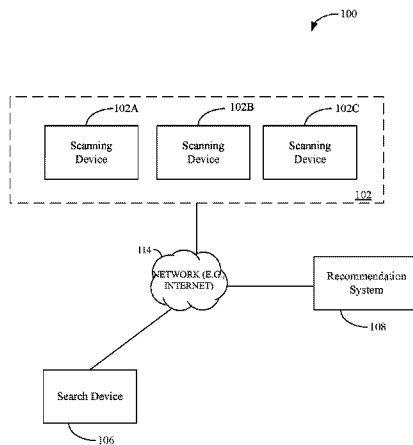 100
102A
102B
102C
Scanning
Device
Scanning
Device
Scanning
Device
102
114
NETWORK (E.G.
INTERNET)
Recommendation
System
108
Search Device
106